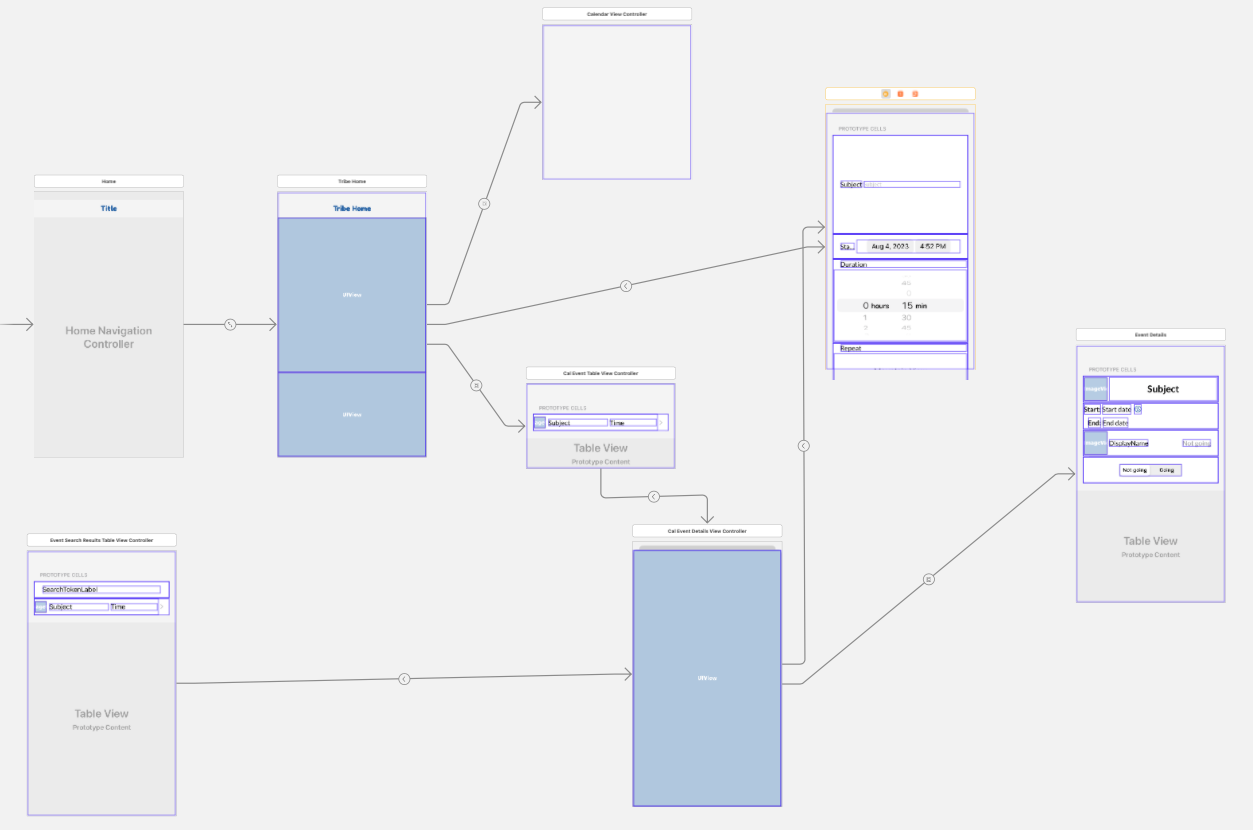 Calendar View Controller
Home
Title
Home Navigation
Controller
Tribe Home
Tribe Home
UIView
UIView
PROTOTYPE CELLS
Subject
Subject
Sta...
Aug 4, 2023
4:52 PM
Duration
45
0
0 hours
15 min
1
30
2
45
Repeat
Cal Event Table View Controller
PROTOTYPE CELLS
Subject
Time
Table View
Prototype Content
Event Details
PROTOTYPE CELLS
Subject
Start:
Start date
End:
End date
DisplayName
Not going
Not going
Going
Table View
Prototype Content
Event Search Results Table View Controller
PROTOTYPE CELLS
SearchTokenLabel
Subject
Time
Table View
Prototype Content
Cal Event Details View Controller
UIView